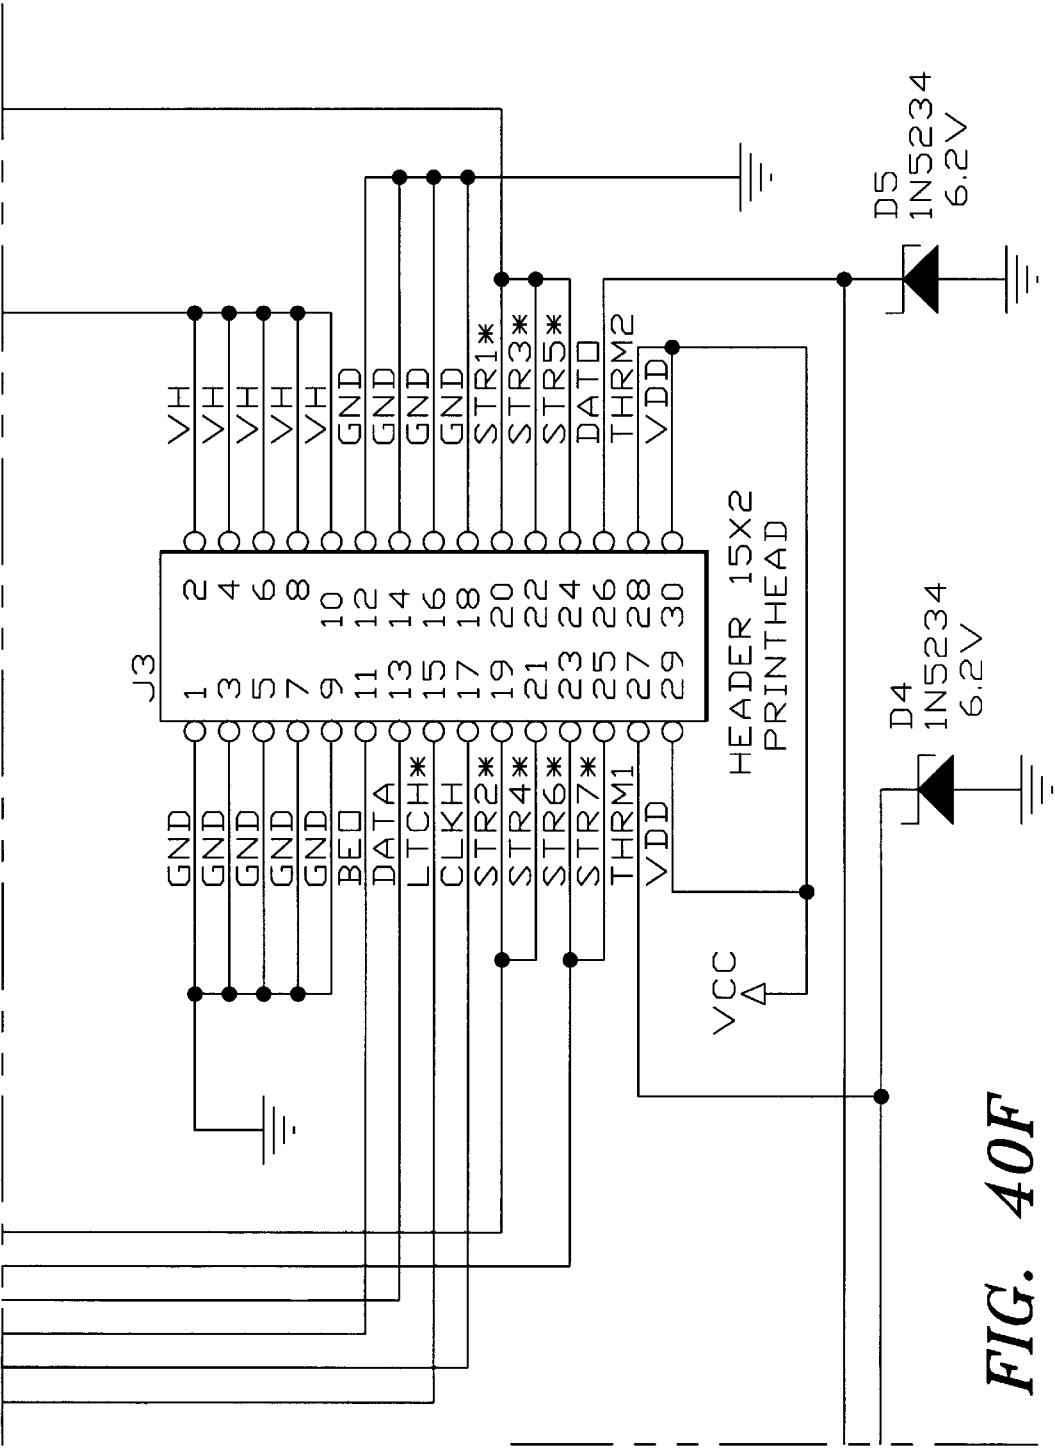 J3
GND 1 2 VH
GND 3 4 VH
GND 5 6 VH
GND 7 8 VH
GND 9 10 VH
BEO 11 12 GND
DATA 13 14 GND
LTCH* 15 16 GND
CLKH 17 18 GND
STR2* 19 20 STR1*
STR4* 21 22 STR3*
STR6* 23 24 STR5*
STR7* 25 26 DATO
THRM1 27 28 THRM2
VDD 29 30 VDD
VCC
HEADER 15X2
PRINTHEAD
D5
1N5234
6.2V
D4
1N5234
6.2V
FIG. 40F